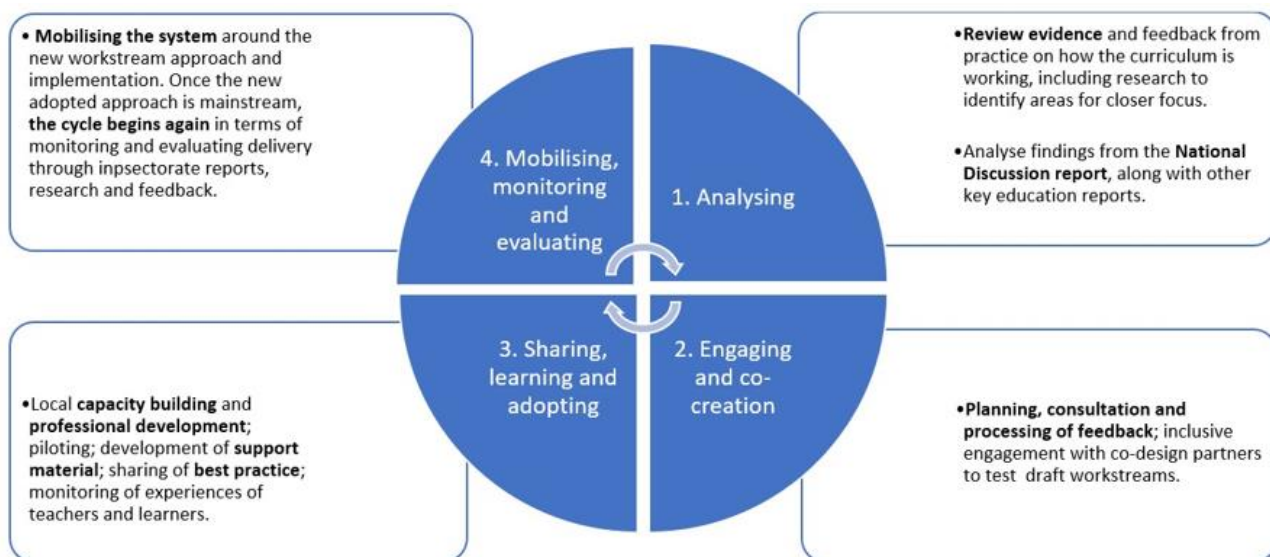 • Mobilising the system around the
new workstream approach and
implementation. Once the new
adopted approach is mainstream,
the cycle begins again in terms of
monitoring and evaluating delivery
through inpsectorate reports,
research and feedback.
4. Mobilising,
monitoring
and
evaluating
1. Analysing
•Review evidence and feedback from
practice on how the curriculum is
working, including research to
identify areas for closer focus.
•Analyse findings from the National
Discussion report, along with other
key education reports.
•Local capacity building and
professional development;
piloting; development of support
material; sharing of best practice;
monitoring of experiences of
teachers and learners.
3. Sharing,
learning and
adopting
2. Engaging
and co-
creation
•Planning, consultation and
processing of feedback; inclusive
engagement with co-design partners
to test draft workstreams.